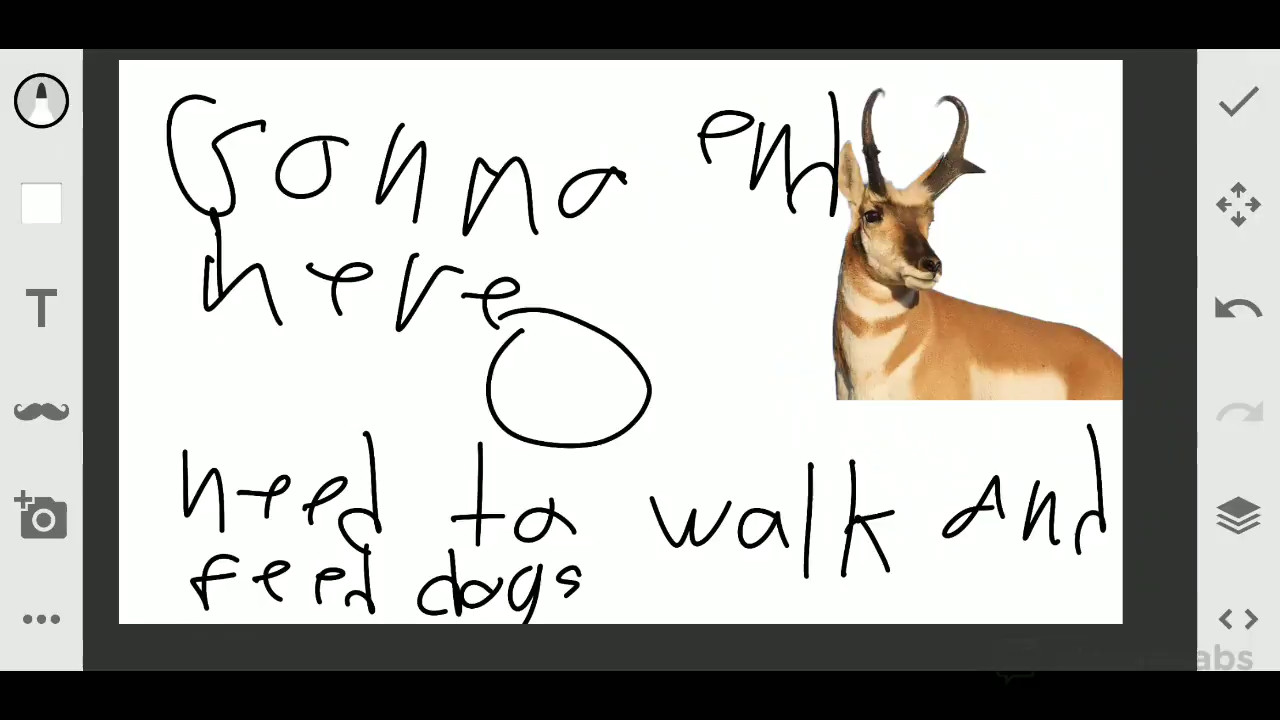 Gonna end
here
need to walk and
feed dogs
T